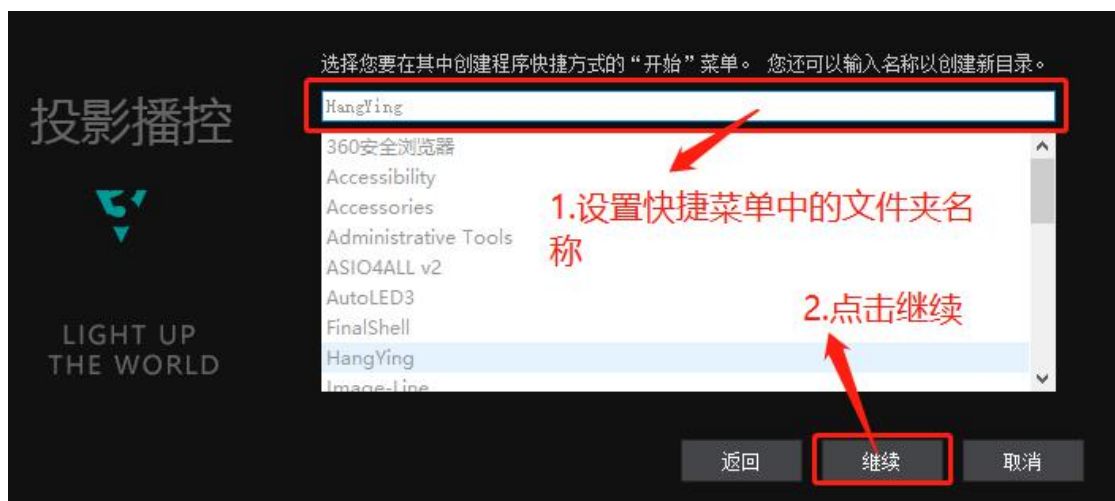 选择您要在其中创建程序快捷方式的“开始”菜单。 您还可以输入名称以创建新目录。
投影播控
HangYing
360安全浏览器
Accessibility
Accessories
Administrative Tools
ASIO4ALL v2
AutoLED3
FinalShell
HangYing
Image-Line
1.设置快捷菜单中的文件夹名
称
2.点击继续
LIGHT UP
THE WORLD
返回
继续
取消